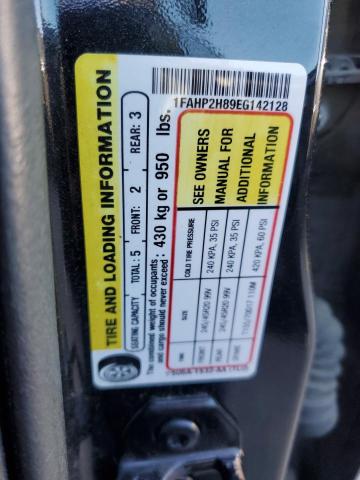 1FAHP2H89EG142128
TIRE AND LOADING INFORMATION
SEATING CAPACITY TOTAL: 5 FRONT: 2 REAR: 3
The combined weight of occupants and cargo should never exceed: 430 kg or 950 lbs.
TIRE SIZE COLD TIRE PRESSURE
FRONT 245/45R20 99V 240 KPA, 35 PSI
REAR 245/45R20 99V 240 KPA, 35 PSI
SPARE T155/70D17 110M 420 KPA, 60 PSI
SEE OWNERS
MANUAL FOR
ADDITIONAL
INFORMATION